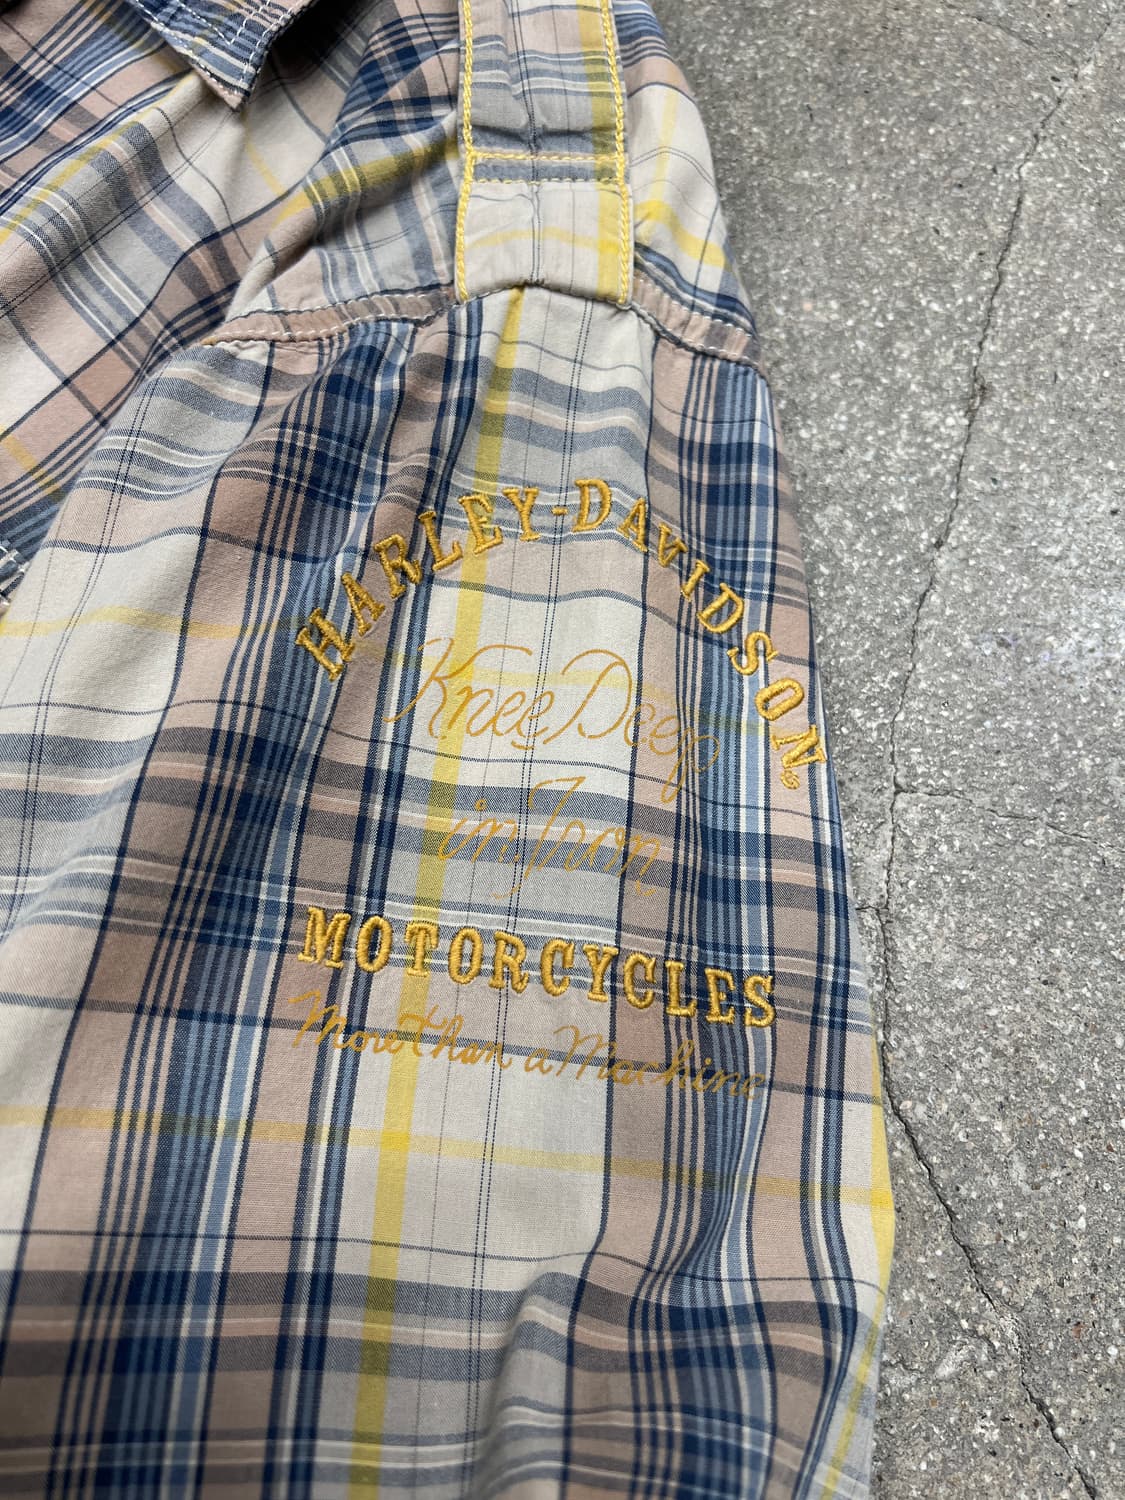 HARLEY-DAVIDSON®
Knee Deep
in Iron
MOTORCYCLES
More than a Machine